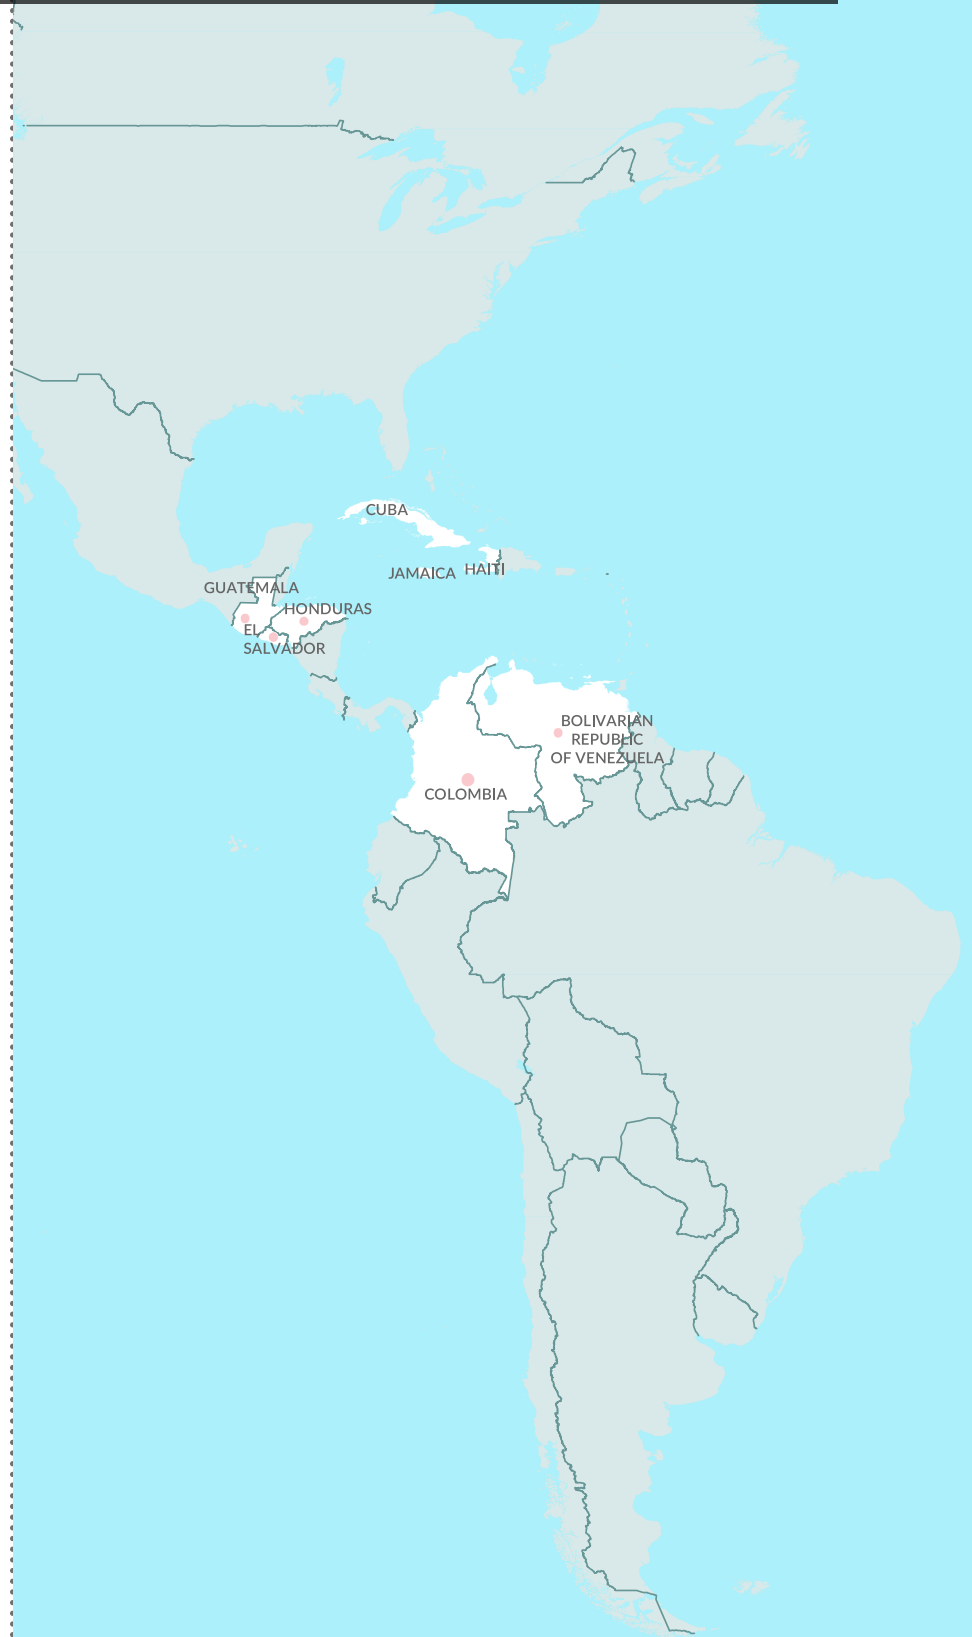 CUBA
JAMAICA
HAITI
GUATEMALA
HONDURAS
EL
SALVADOR
BOLIVARIAN
REPUBLIC
OF VENEZUELA
COLOMBIA